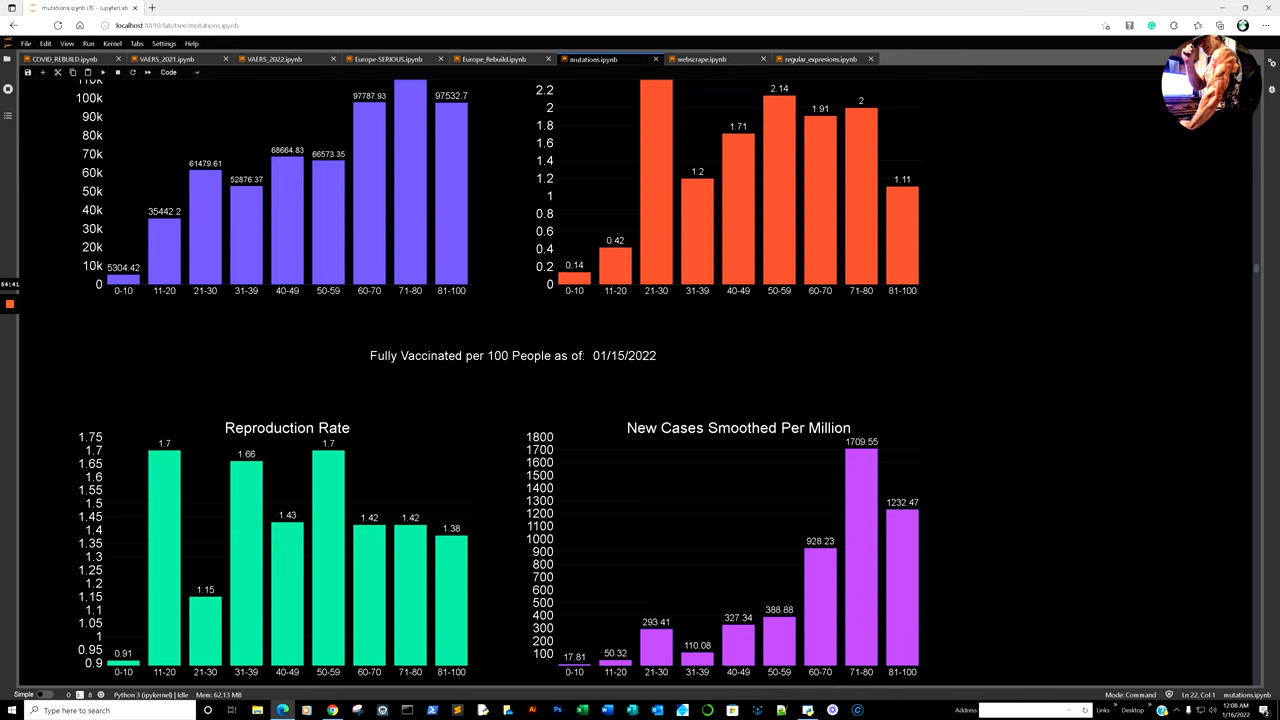 mutations.ipynb (8) - JupyterLab
localhost:8890/lab/tree/mutations.ipynb
File Edit View Run Kernel Tabs Settings Help
COVID_REBUILD.ipynb VAERS_2021.ipynb VAERS_2022.ipynb Europe-SERIOUS.ipynb Europe_Rebuild.ipynb mutations.ipynb webscrape.ipynb regular_expresions.ipynb
Code
110k
100k
90k
80k
70k
60k
50k
40k
30k
20k
10k
0
5304.42 35442.2 61479.61 52876.37 68664.83 66573.35 97787.93 97532.7
0-10 11-20 21-30 31-39 40-49 50-59 60-70 71-80 81-100
2.2
2
1.8
1.6
1.4
1.2
1
0.8
0.6
0.4
0.2
0
0.14 0.42 1.2 1.71 2.14 1.91 2 1.11
0-10 11-20 21-30 31-39 40-49 50-59 60-70 71-80 81-100
64:41
Fully Vaccinated per 100 People as of: 01/15/2022
Reproduction Rate
1.75
1.7
1.65
1.6
1.55
1.5
1.45
1.4
1.35
1.3
1.25
1.2
1.15
1.1
1.05
1
0.95
0.9
0.91 1.7 1.15 1.66 1.43 1.7 1.42 1.42 1.38
0-10 11-20 21-30 31-39 40-49 50-59 60-70 71-80 81-100
New Cases Smoothed Per Million
1800
1700
1600
1500
1400
1300
1200
1100
1000
900
800
700
600
500
400
300
200
100
17.81 50.32 293.41 110.08 327.34 388.88 928.23 1709.55 1232.47
0-10 11-20 21-30 31-39 40-49 50-59 60-70 71-80 81-100
Simple 0 8 Python 3 (ipykernel) | Idle Mem: 62.13 MB Mode: Command Ln 22, Col 1 mutations.ipynb
Type here to search Address Links Desktop 12:08 AM
1/16/2022